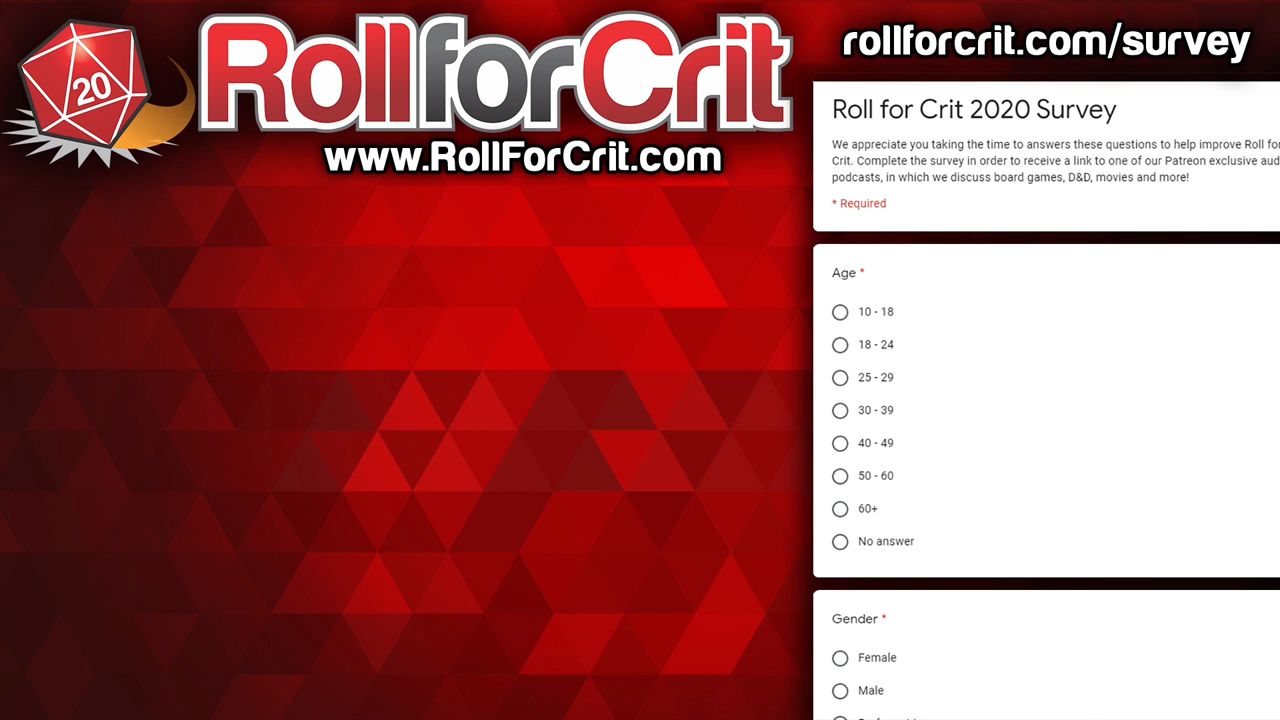 20
RollforCrit
www.RollForCrit.com
rollforcrit.com/survey
Roll for Crit 2020 Survey
We appreciate you taking the time to answers these questions to help improve Roll for
Crit. Complete the survey in order to receive a link to one of our Patreon exclusive
podcasts, in which we discuss board games, D&D, movies and more!
* Required
Age *
10 - 18
18 - 24
25 - 29
30 - 39
40 - 49
50 - 60
60+
No answer
Gender *
Female
Male